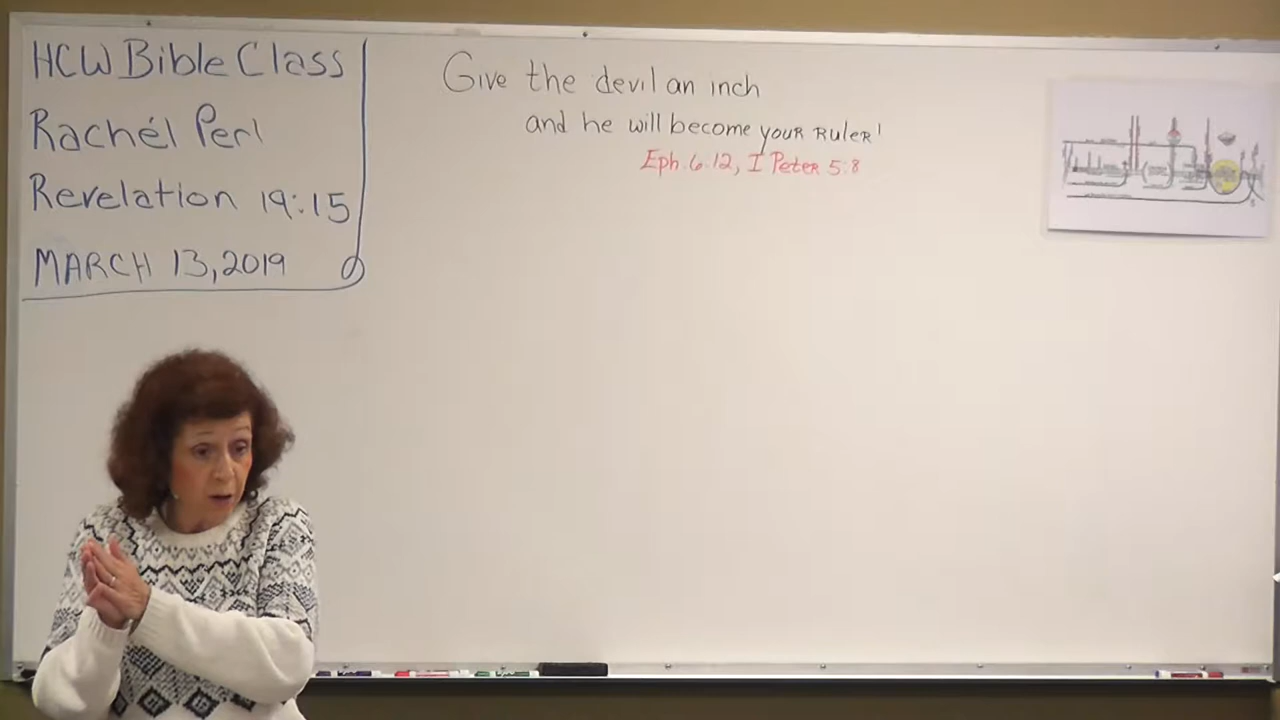 HCW Bible Class
Rachél Perl
Revelation 19:15
MARCH 13, 2019
Give the devil an inch
and he will become your ruler!
Eph. 6:12, I Peter 5:8